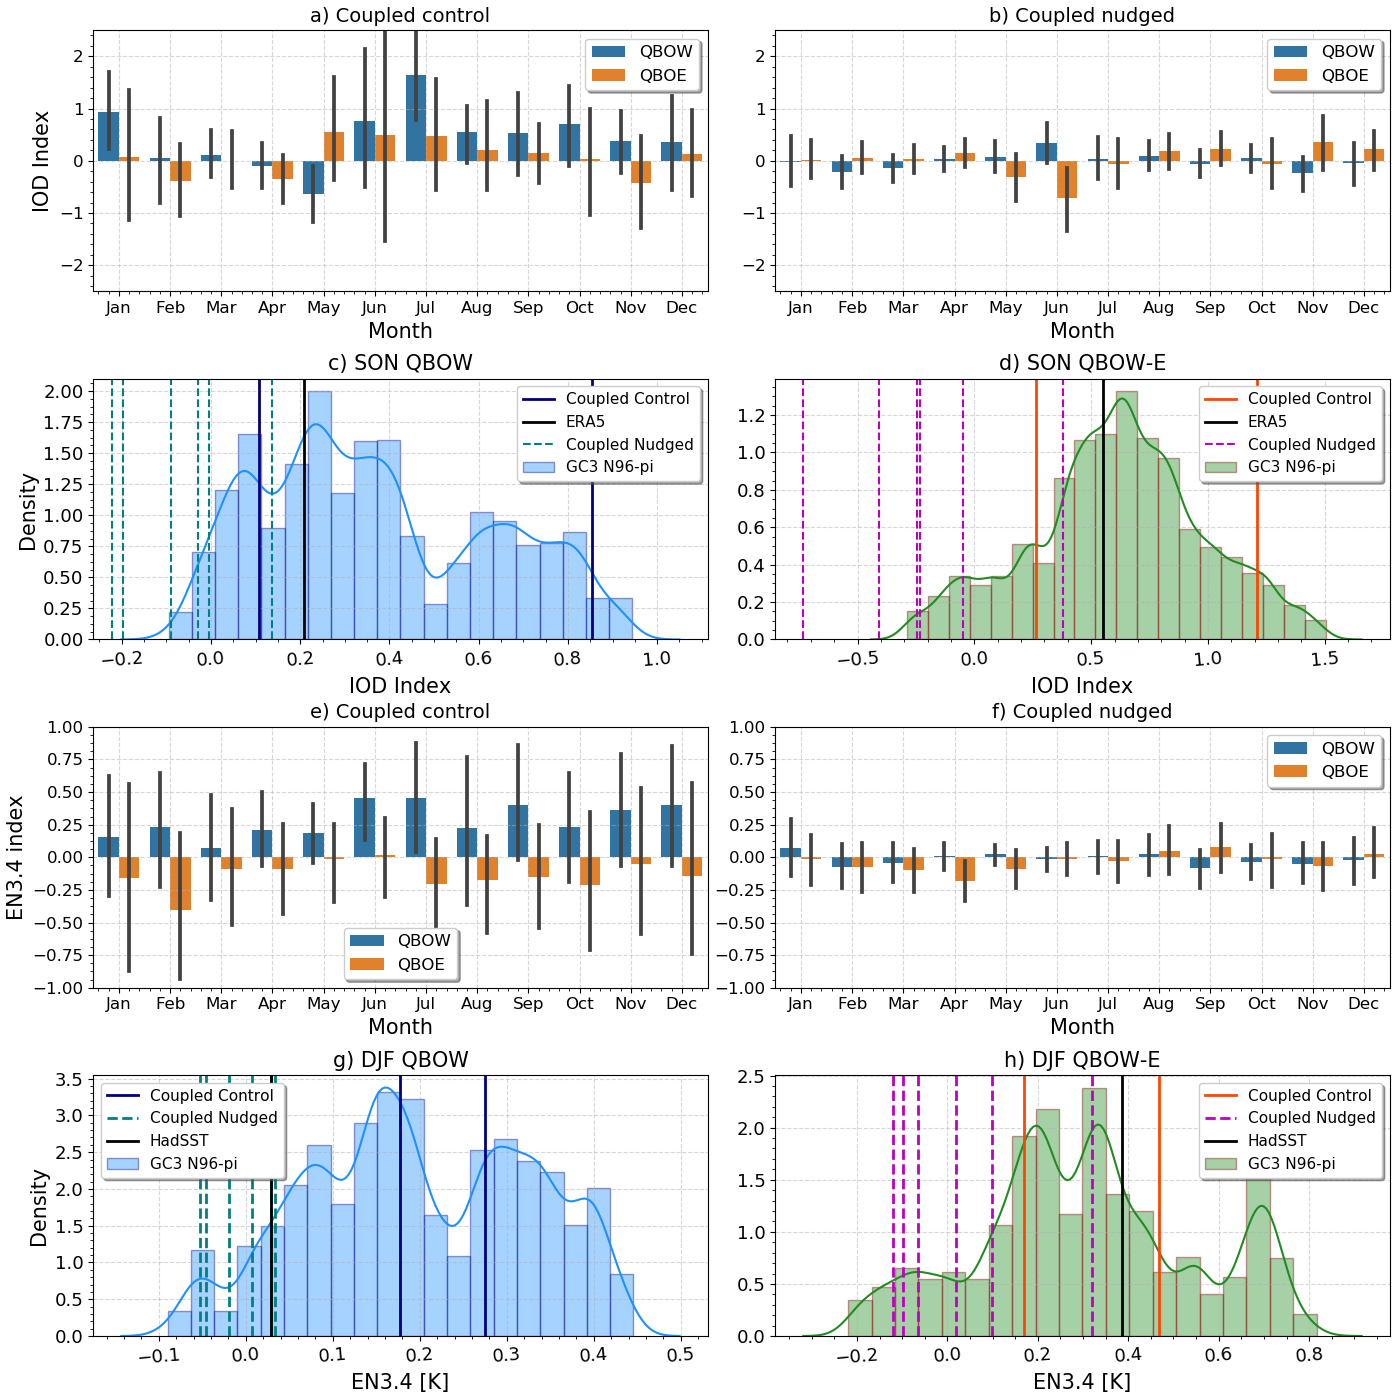 a) Coupled control
IOD Index
2
1
0
−1
−2
QBOW
QBOE
Jan Feb Mar Apr May Jun Jul Aug Sep Oct Nov Dec
Month
b) Coupled nudged
2
1
0
−1
−2
QBOW
QBOE
Jan Feb Mar Apr May Jun Jul Aug Sep Oct Nov Dec
Month
c) SON QBOW
Density
2.00
1.75
1.50
1.25
1.00
0.75
0.50
0.25
0.00
Coupled Control
ERA5
Coupled Nudged
GC3 N96-pi
−0.2 0.0 0.2 0.4 0.6 0.8 1.0
IOD Index
d) SON QBOW-E
1.2
1.0
0.8
0.6
0.4
0.2
0.0
Coupled Control
ERA5
Coupled Nudged
GC3 N96-pi
−0.5 0.0 0.5 1.0 1.5
IOD Index
e) Coupled control
EN3.4 index
1.00
0.75
0.50
0.25
0.00
−0.25
−0.50
−0.75
−1.00
QBOW
QBOE
Jan Feb Mar Apr May Jun Jul Aug Sep Oct Nov Dec
Month
f) Coupled nudged
1.00
0.75
0.50
0.25
0.00
−0.25
−0.50
−0.75
−1.00
QBOW
QBOE
Jan Feb Mar Apr May Jun Jul Aug Sep Oct Nov Dec
Month
g) DJF QBOW
Density
3.5
3.0
2.5
2.0
1.5
1.0
0.5
0.0
Coupled Control
Coupled Nudged
HadSST
GC3 N96-pi
−0.1 0.0 0.1 0.2 0.3 0.4 0.5
EN3.4 [K]
h) DJF QBOW-E
2.5
2.0
1.5
1.0
0.5
0.0
Coupled Control
Coupled Nudged
HadSST
GC3 N96-pi
−0.2 0.0 0.2 0.4 0.6 0.8
EN3.4 [K]